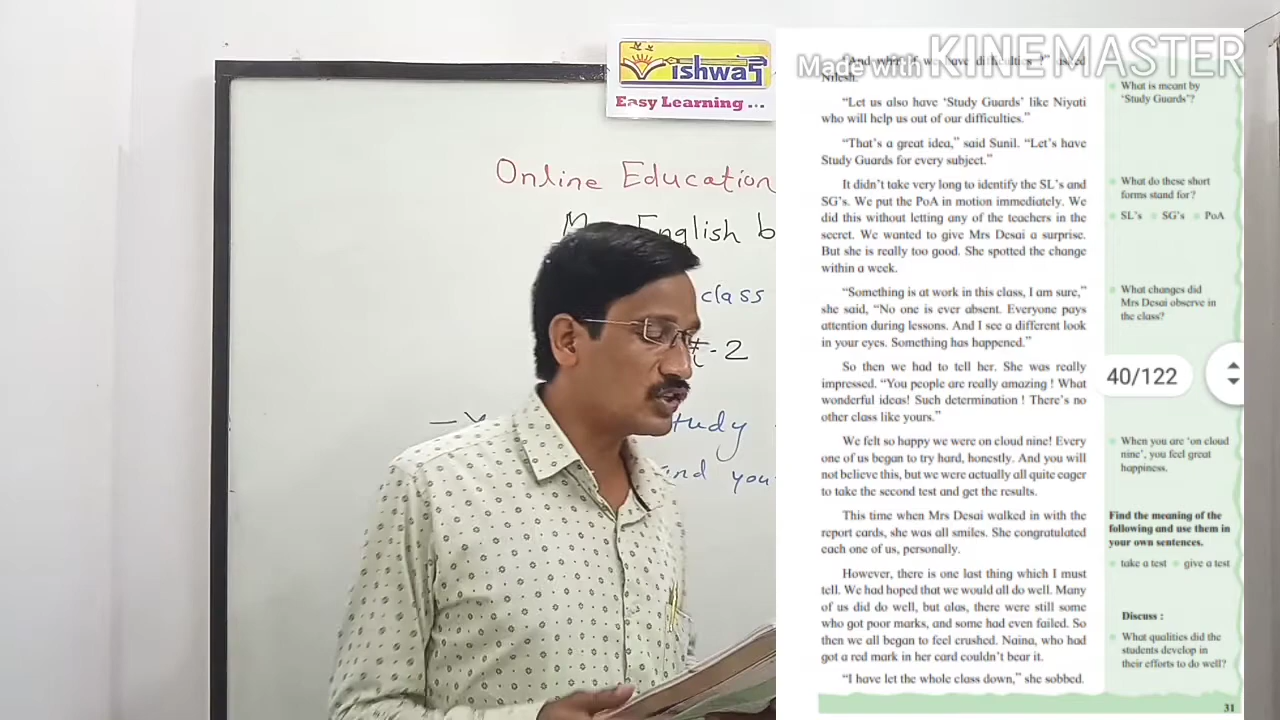 ishwas
Easy Learning ...
Online Education
English b
class
- 2
tudy
and you
Made with KINEMASTER
"And what if we have difficulties ?" asked
Nilesh.
"Let us also have 'Study Guards' like Niyati
who will help us out of our difficulties."
"That's a great idea," said Sunil. "Let's have
Study Guards for every subject."
It didn't take very long to identify the SL's and
SG's. We put the PoA in motion immediately. We
did this without letting any of the teachers in the
secret. We wanted to give Mrs Desai a surprise.
But she is really too good. She spotted the change
within a week.
"Something is at work in this class, I am sure,"
she said, "No one is ever absent. Everyone pays
attention during lessons. And I see a different look
in your eyes. Something has happened."
So then we had to tell her. She was really
impressed. "You people are really amazing ! What
wonderful ideas! Such determination ! There's no
other class like yours."
We felt so happy we were on cloud nine! Every
one of us began to try hard, honestly. And you will
not believe this, but we were actually all quite eager
to take the second test and get the results.
This time when Mrs Desai walked in with the
report cards, she was all smiles. She congratulated
each one of us, personally.
However, there is one last thing which I must
tell. We had hoped that we would all do well. Many
of us did do well, but alas, there were still some
who got poor marks, and some had even failed. So
then we all began to feel crushed. Naina, who had
got a red mark in her card couldn't bear it.
"I have let the whole class down," she sobbed.
What is meant by
'Study Guards'?
What do these short
forms stand for?
SL's SG's PoA
What changes did
Mrs Desai observe in
the class?
40/122
When you are 'on cloud
nine', you feel great
happiness.
Find the meaning of the
following and use them in
your own sentences.
take a test give a test
Discuss :
What qualities did the
students develop in
their efforts to do well?
31